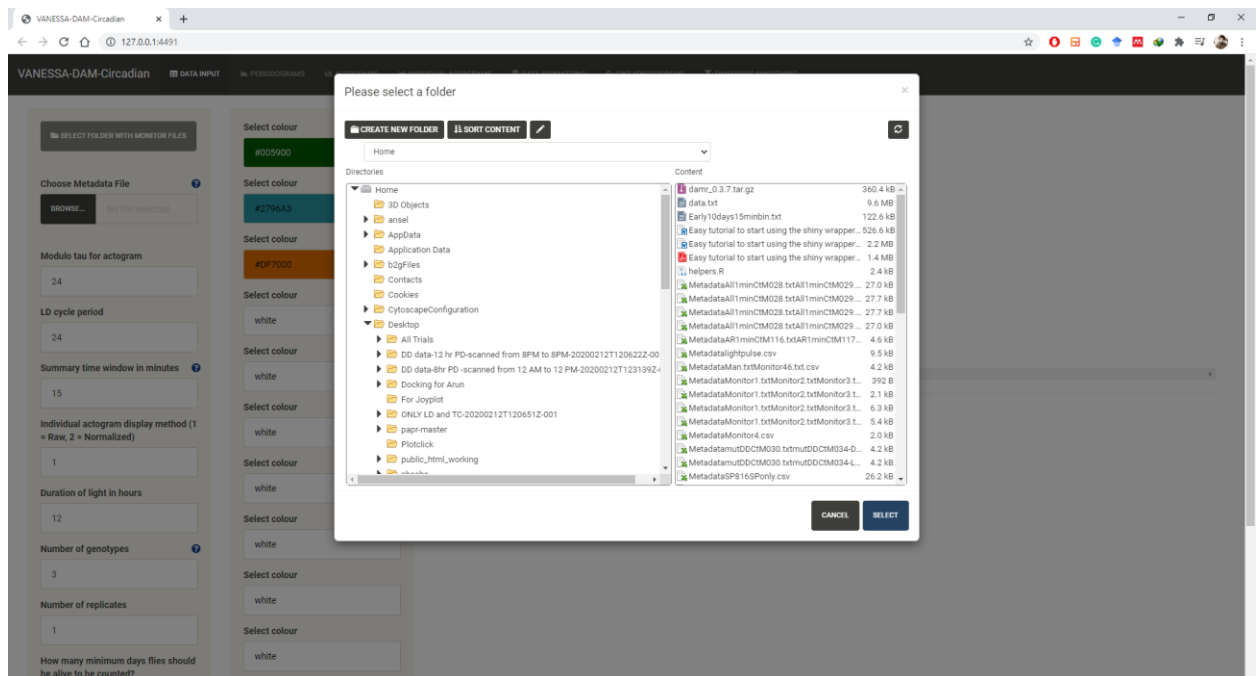 VANESSA-DAM-Circadian
127.0.0.1:4491
VANESSA-DAM-Circadian
DATA INPUT
PERIODOGRAMS
Please select a folder
CREATE NEW FOLDER
SORT CONTENT
Home
Directories
Home
3D Objects
ansel
AppData
Application Data
b2gFiles
Contacts
Cookies
CytoscapeConfiguration
Desktop
All Trials
DD data-12 hr PD-scanned from 8PM to 8PM-20200212T120622Z-00
DD data-8hr PD -scanned from 12 AM to 12 PM-20200212T123139Z-
Docking for Arun
For Joyplot
ONLY LD and TC-20200212T120651Z-001
papr-master
Plotclick
public_html_working
Content
damr_0.3.7.tar.gz 360.4 kB
data.txt 9.6 MB
Early10days15minbin.txt 122.6 kB
Easy tutorial to start using the shiny wrapper... 526.6 kB
Easy tutorial to start using the shiny wrapper... 2.2 MB
Easy tutorial to start using the shiny wrapper... 1.4 MB
helpers.R 2.4 kB
MetadataAll1minCtM028.txtAll1minCtM029.... 27.0 kB
MetadataAll1minCtM028.txtAll1minCtM029.... 27.7 kB
MetadataAll1minCtM028.txtAll1minCtM029.... 27.7 kB
MetadataAll1minCtM028.txtAll1minCtM029.... 27.0 kB
MetadataAR1minCtM116.txtAR1minCtM117... 4.6 kB
Metadatalightpulse.csv 9.5 kB
MetadataMan.txtMonitor46.txt.csv 4.2 kB
MetadataMonitor1.txtMonitor2.txtMonitor3.t... 392 B
MetadataMonitor1.txtMonitor2.txtMonitor3.t... 2.1 kB
MetadataMonitor1.txtMonitor2.txtMonitor3.t... 6.3 kB
MetadataMonitor1.txtMonitor2.txtMonitor3.t... 5.4 kB
MetadataMonitor4.csv 2.0 kB
MetadatamutDDCtM030.txtmutDDCtM034-D... 4.2 kB
MetadatamutDDCtM030.txtmutDDCtM034-L... 4.2 kB
MetadataSP816SPonly.csv 26.2 kB
CANCEL
SELECT
SELECT FOLDER WITH MONITOR FILES
Choose Metadata File
BROWSE...
No file selected
Modulo tau for actogram
24
LD cycle period
24
Summary time window in minutes
15
Individual actogram display method (1
= Raw, 2 = Normalized)
1
Duration of light in hours
12
Number of genotypes
3
Number of replicates
1
How many minimum days flies should
be alive to be counted?
Select colour
#005900
Select colour
#2796A3
Select colour
#DF7000
Select colour
white
Select colour
white
Select colour
white
Select colour
white
Select colour
white
Select colour
white
Select colour
white